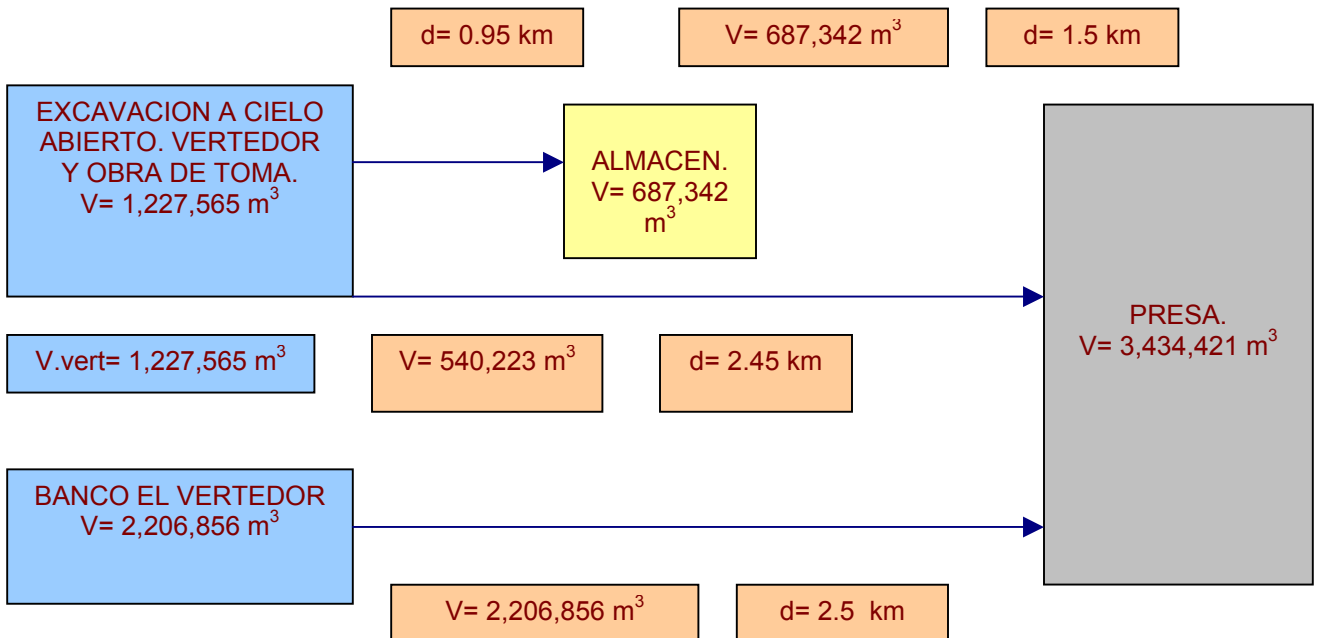 d= 0.95 km
V= 687,342 m³
d= 1.5 km
EXCAVACION A CIELO
ABIERTO. VERTEDOR
Y OBRA DE TOMA.
V= 1,227,565 m³
ALMACEN.
V= 687,342
m³
PRESA.
V= 3,434,421 m³
V.vert= 1,227,565 m³
V= 540,223 m³
d= 2.45 km
BANCO EL VERTEDOR
V= 2,206,856 m³
V= 2,206,856 m³
d= 2.5 km